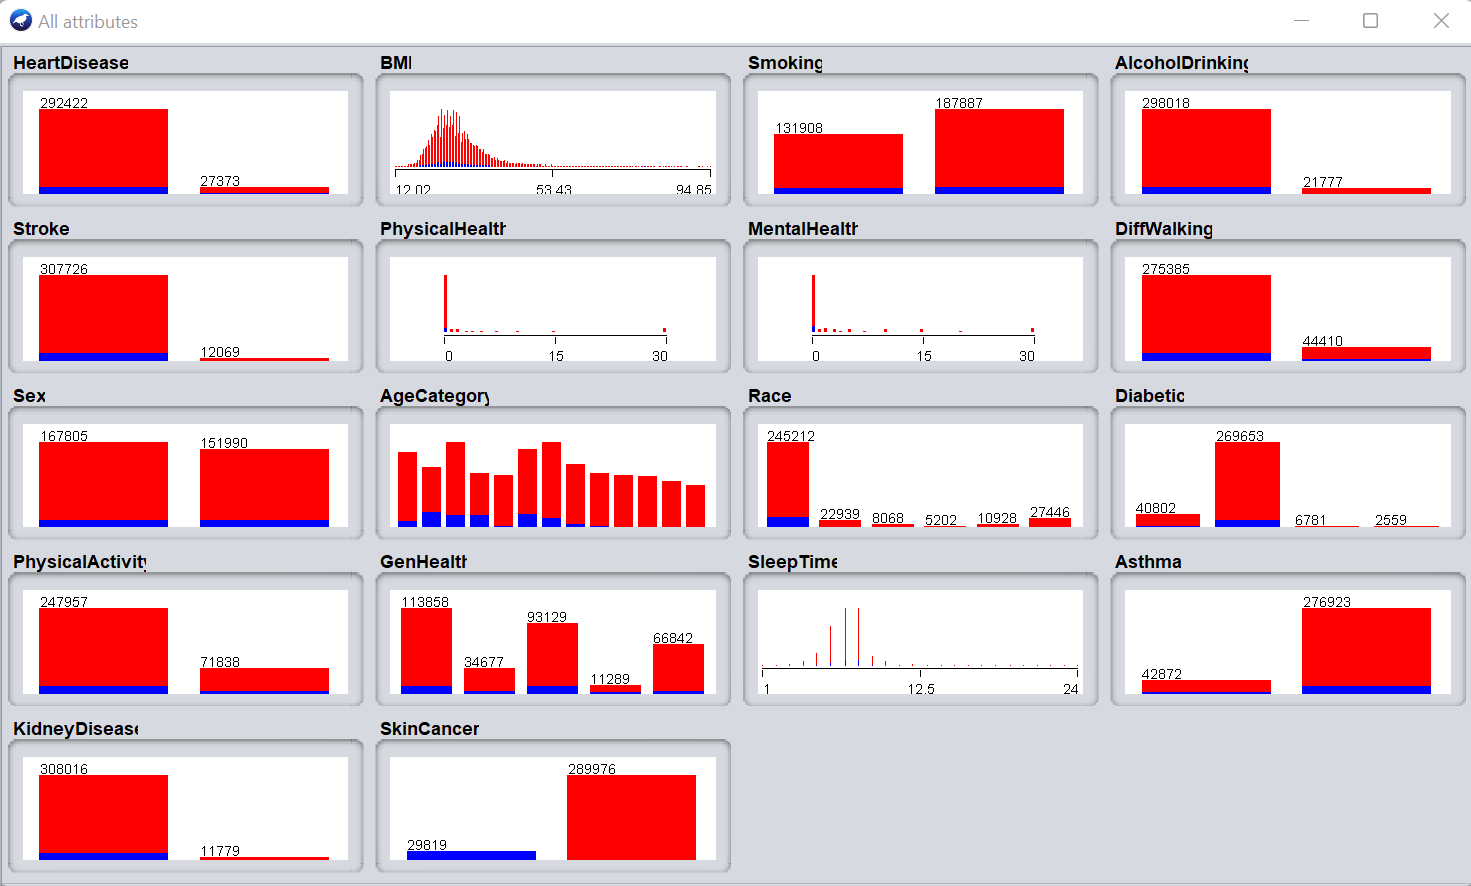 All attributes
HeartDisease
292422
27373
BMI
12.02 53.43 94.85
Smoking
131908
187887
AlcoholDrinking
298018
21777
Stroke
307726
12069
PhysicalHealth
0 15 30
MentalHealth
0 15 30
DiffWalking
275385
44410
Sex
167805
151990
AgeCategory
Race
245212
22939
8068
5202
10928
27446
Diabetic
40802
269653
6781
2559
PhysicalActivity
247957
71838
GenHealth
113858
34677
93129
11289
66842
SleepTime
1 12.5 24
Asthma
42872
276923
KidneyDisease
308016
11779
SkinCancer
29819
289976